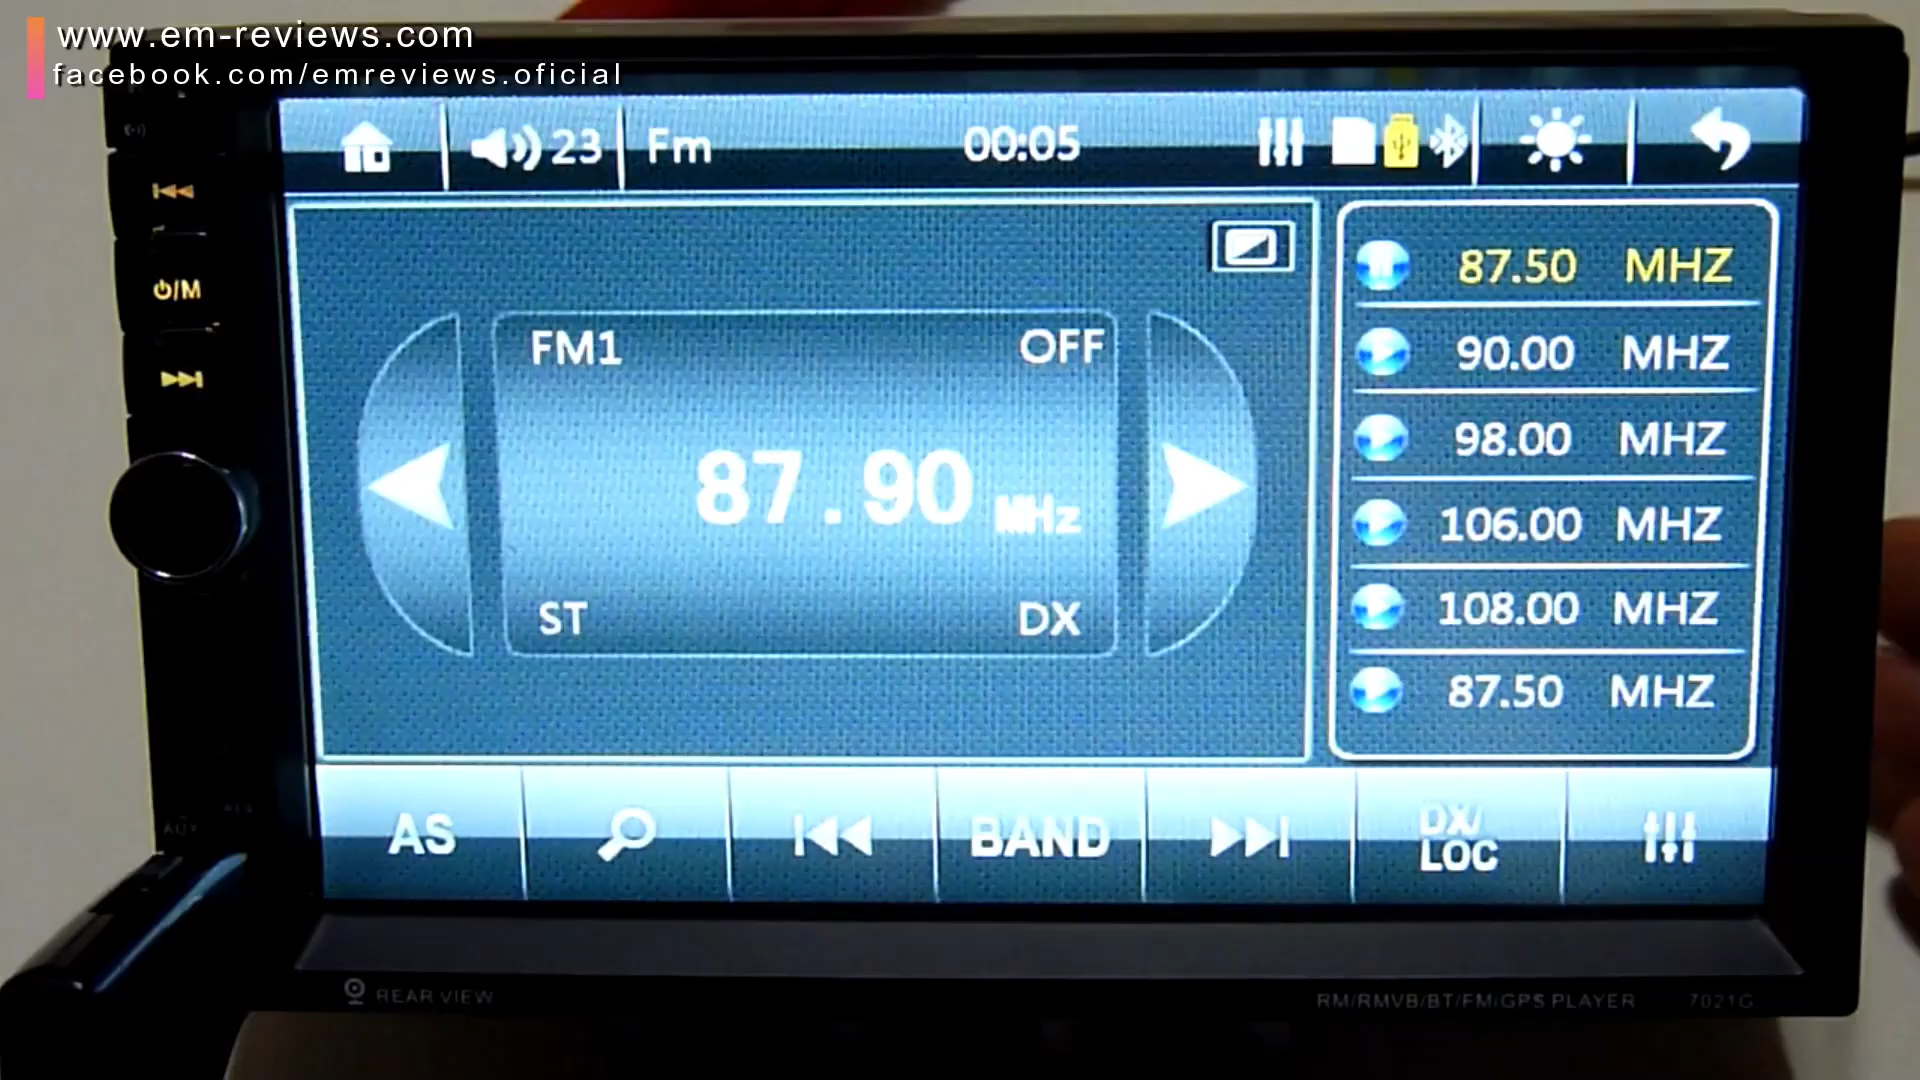 www.em-reviews.com
facebook.com/emreviews.oficial
23 Fm 00:05
⏻/M
FM1 OFF
87.90 MHz
ST DX
87.50 MHZ
90.00 MHZ
98.00 MHZ
106.00 MHZ
108.00 MHZ
87.50 MHZ
AS BAND DX/
LOC
AUX
RES
REAR VIEW
RM/RMVB/BT/FM/GPS PLAYER 7021G